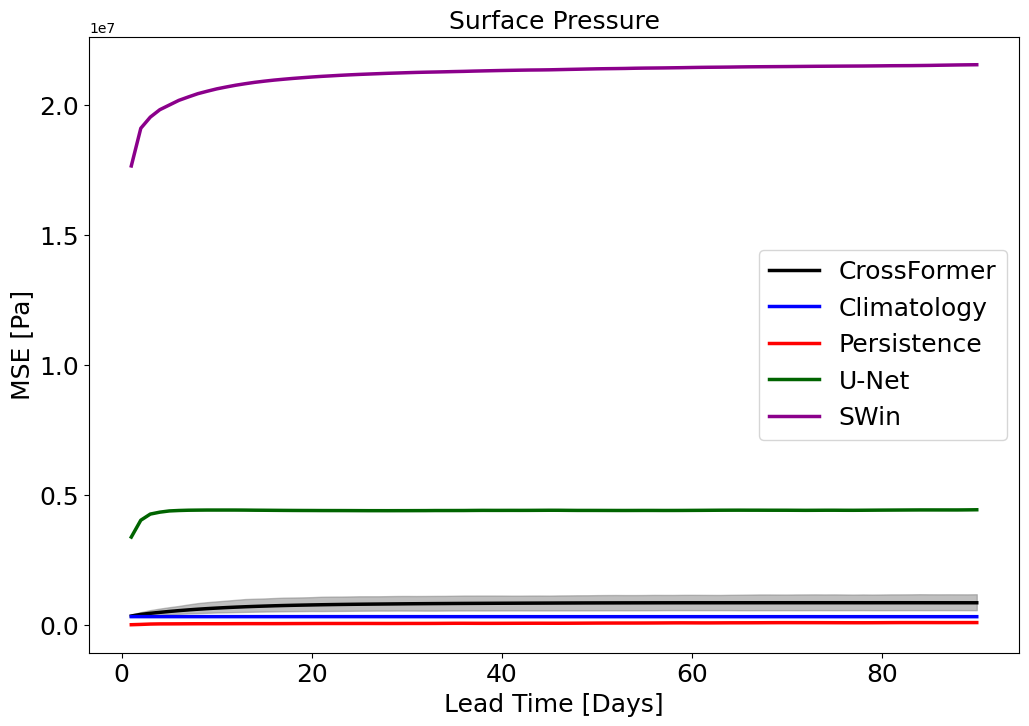 Surface Pressure
1e7
2.0
1.5
1.0
0.5
0.0
MSE [Pa]
CrossFormer
Climatology
Persistence
U-Net
SWin
0 20 40 60 80
Lead Time [Days]